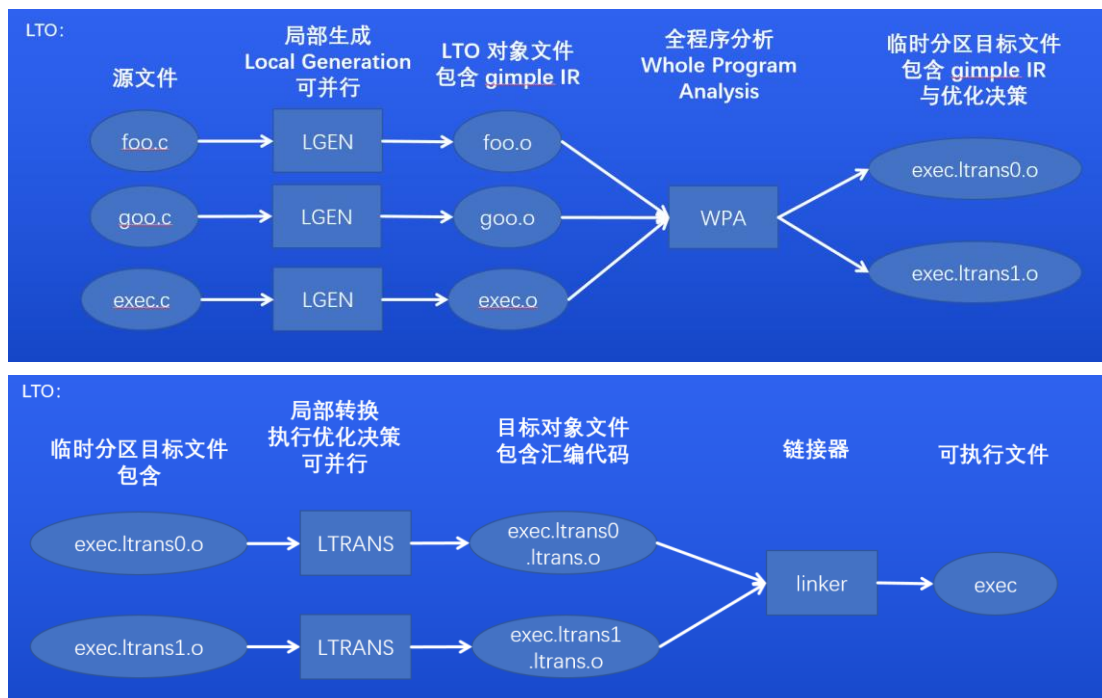 LTO:
源文件
局部生成
Local Generation
可并行
LTO 对象文件
包含 gimple IR
全程序分析
Whole Program
Analysis
临时分区目标文件
包含 gimple IR
与优化决策
foo.c
LGEN
foo.o
goo.c
LGEN
goo.o
WPA
exec.c
LGEN
exec.o
exec.ltrans0.o
exec.ltrans1.o
LTO:
临时分区目标文件
包含
局部转换
执行优化决策
可并行
目标对象文件
包含汇编代码
链接器
可执行文件
exec.ltrans0.o
LTRANS
exec.ltrans0
.ltrans.o
exec.ltrans1.o
LTRANS
exec.ltrans1
.ltrans.o
linker
exec